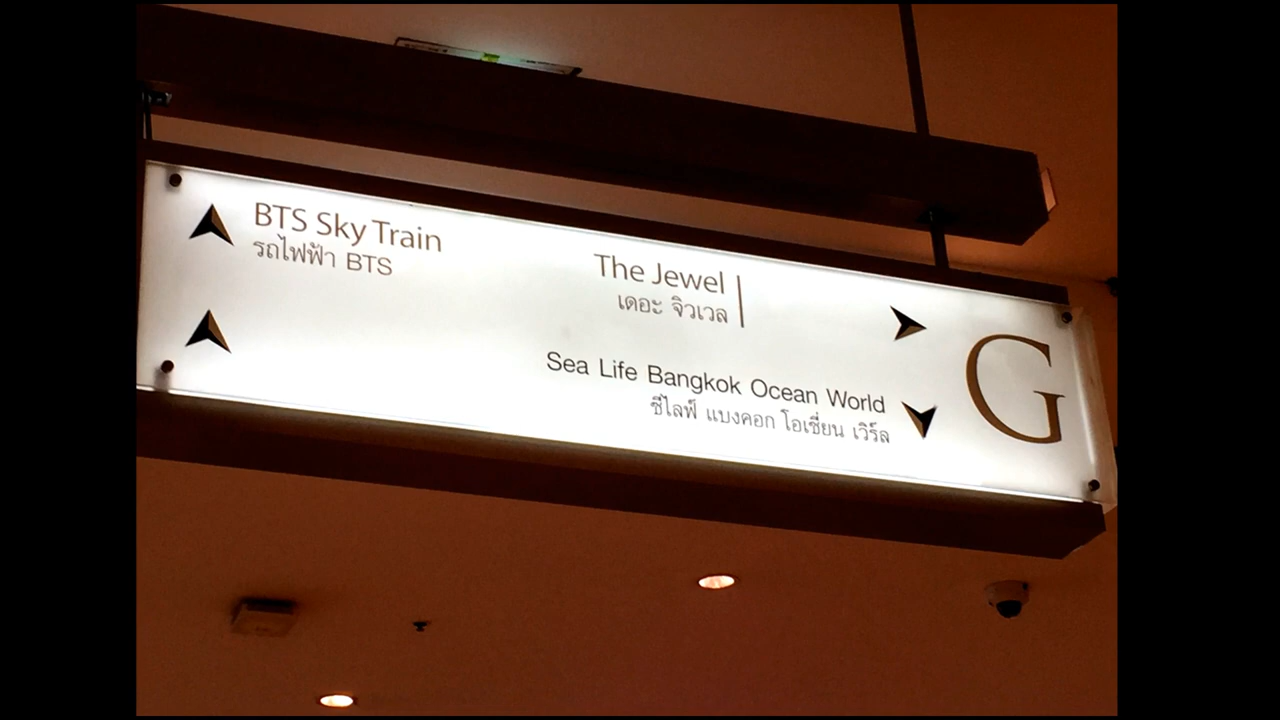 BTS Sky Train
รถไฟฟ้า BTS
The Jewel
เดอะ จิวเวล
Sea Life Bangkok Ocean World
ซีไลฟ์ แบงคอก โอเชี่ยน เวิร์ล
G